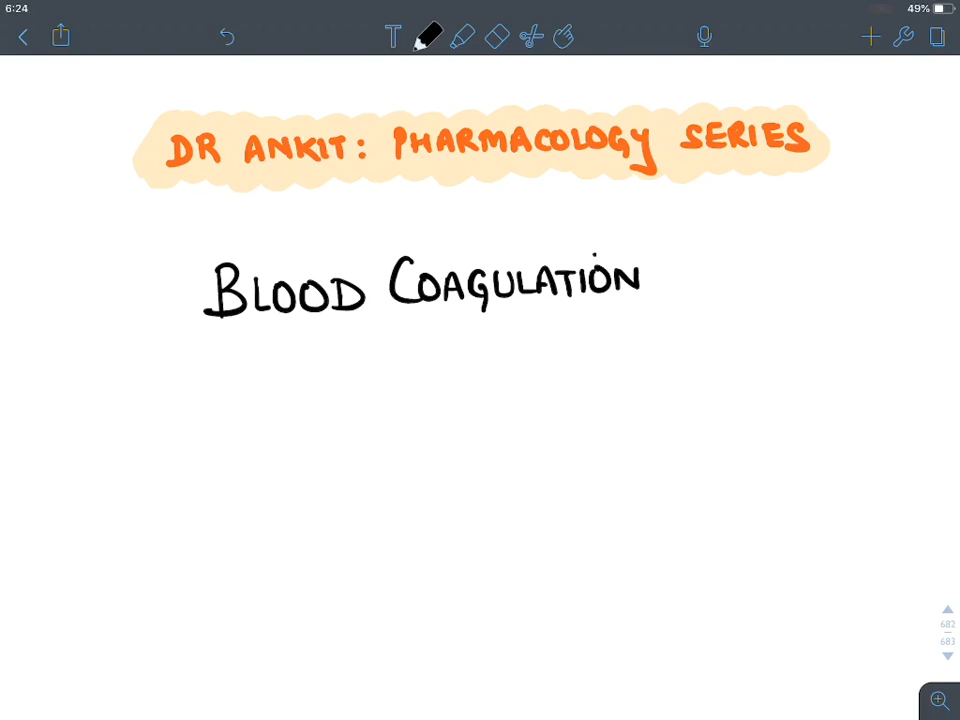 6:24
49%
T
DR ANKIT: PHARMACOLOGY SERIES
BLOOD COAGULATION
682
683